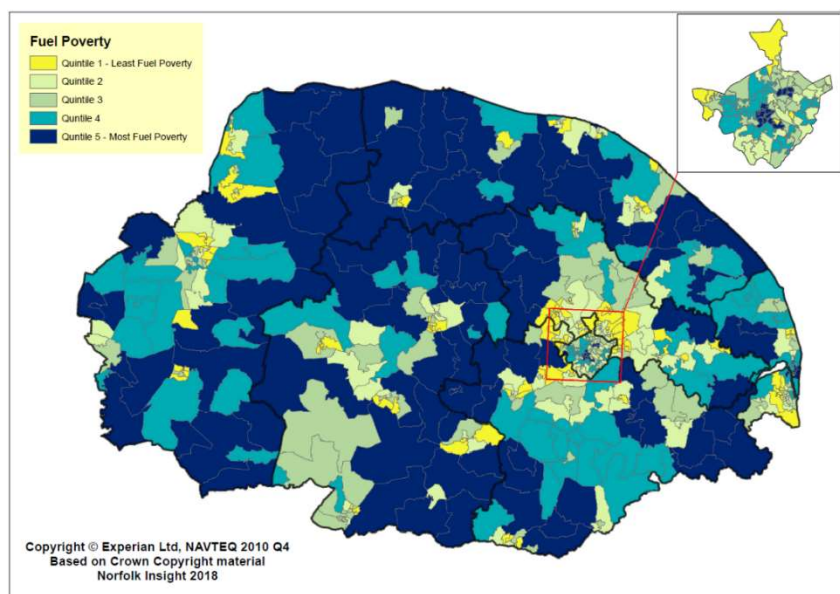 Fuel Poverty
Quintile 1 - Least Fuel Poverty
Quintile 2
Quintile 3
Quntile 4
Quntile 5 - Most Fuel Poverty
Copyright © Experian Ltd, NAVTEQ 2010 Q4
Based on Crown Copyright material
Norfolk Insight 2018